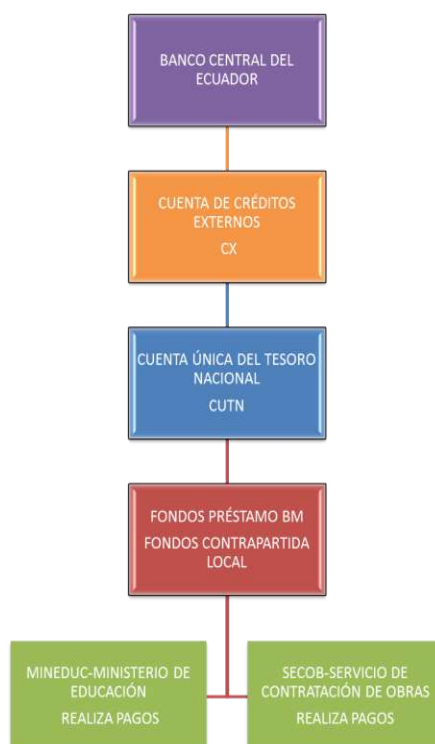 BANCO CENTRAL DEL
ECUADOR
CUENTA DE CRÉDITOS
EXTERNOS
CX
CUENTA ÚNICA DEL TESORO
NACIONAL
CUTN
FONDOS PRÉSTAMO BM
FONDOS CONTRAPARTIDA
LOCAL
MINEDUC-MINISTERIO DE
EDUCACIÓN
REALIZA PAGOS
SECOB-SERVICIO DE
CONTRATACIÓN DE OBRAS
REALIZA PAGOS